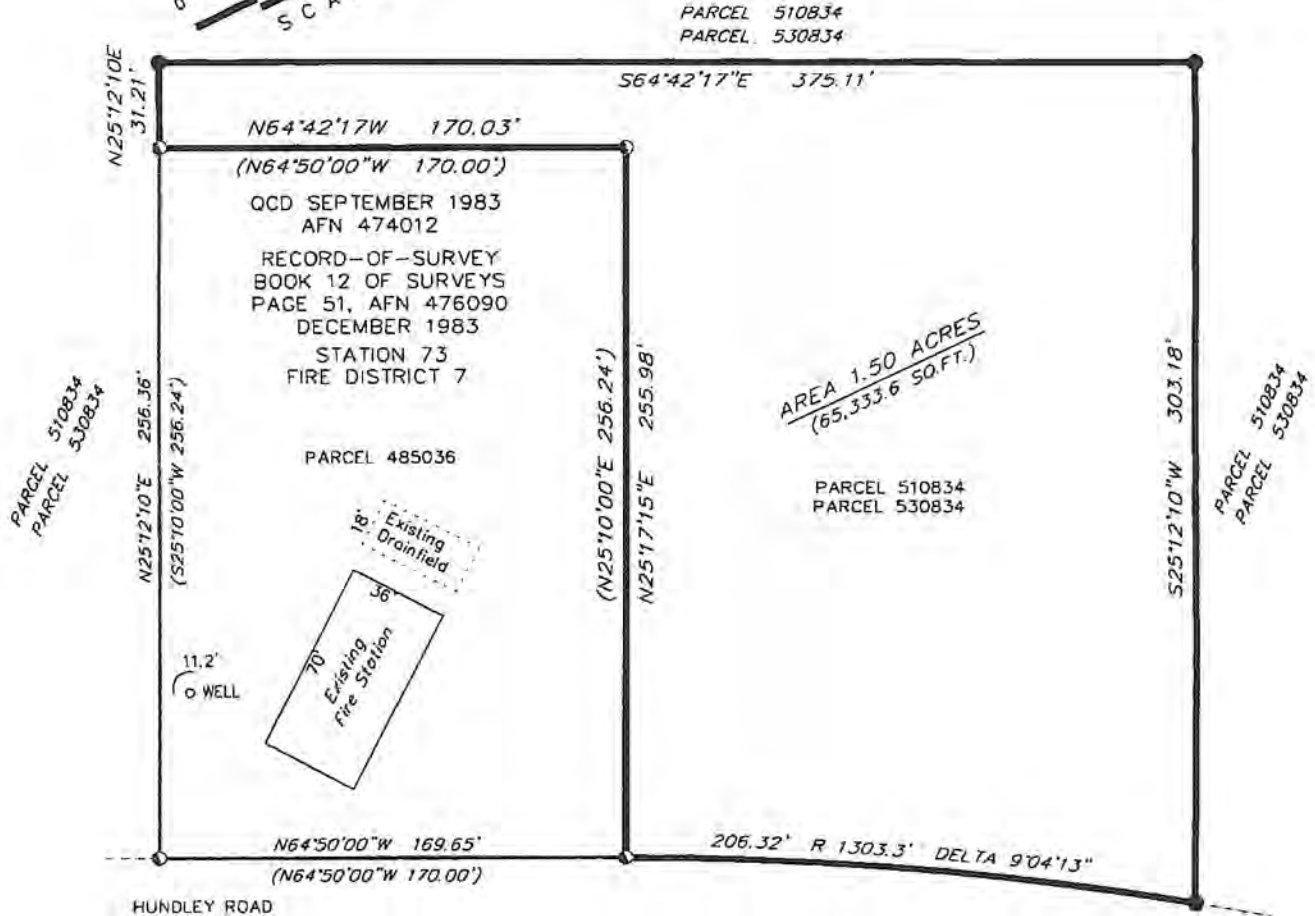 0
S C A
PARCEL 510834
PARCEL 530834
N25°12'10E
31.21'
S64°42'17"E 375.11'
N64°42'17W 170.03'
(N64°50'00"W 170.00')
QCD SEPTEMBER 1983
AFN 474012
RECORD-OF-SURVEY
BOOK 12 OF SURVEYS
PAGE 51, AFN 476090
DECEMBER 1983
STATION 73
FIRE DISTRICT 7
PARCEL 485036
PARCEL 510834
PARCEL 530834
N25°12'10"E 256.36'
(S25°10'00"W 256.24')
(N25°10'00"E 256.24')
N25°17'15"E 255.98'
AREA 1.50 ACRES
(65,333.6 SQ.FT.)
PARCEL 510834
PARCEL 530834
S25°12'10"W 303.18'
PARCEL 510834
PARCEL 530834
18'
Existing
Drainfield
36'
70'
Existing
Fire Station
11.2'
WELL
N64°50'00"W 169.65'
(N64°50'00"W 170.00')
206.32' R 1303.3' DELTA 9°04'13"
HUNDLEY ROAD